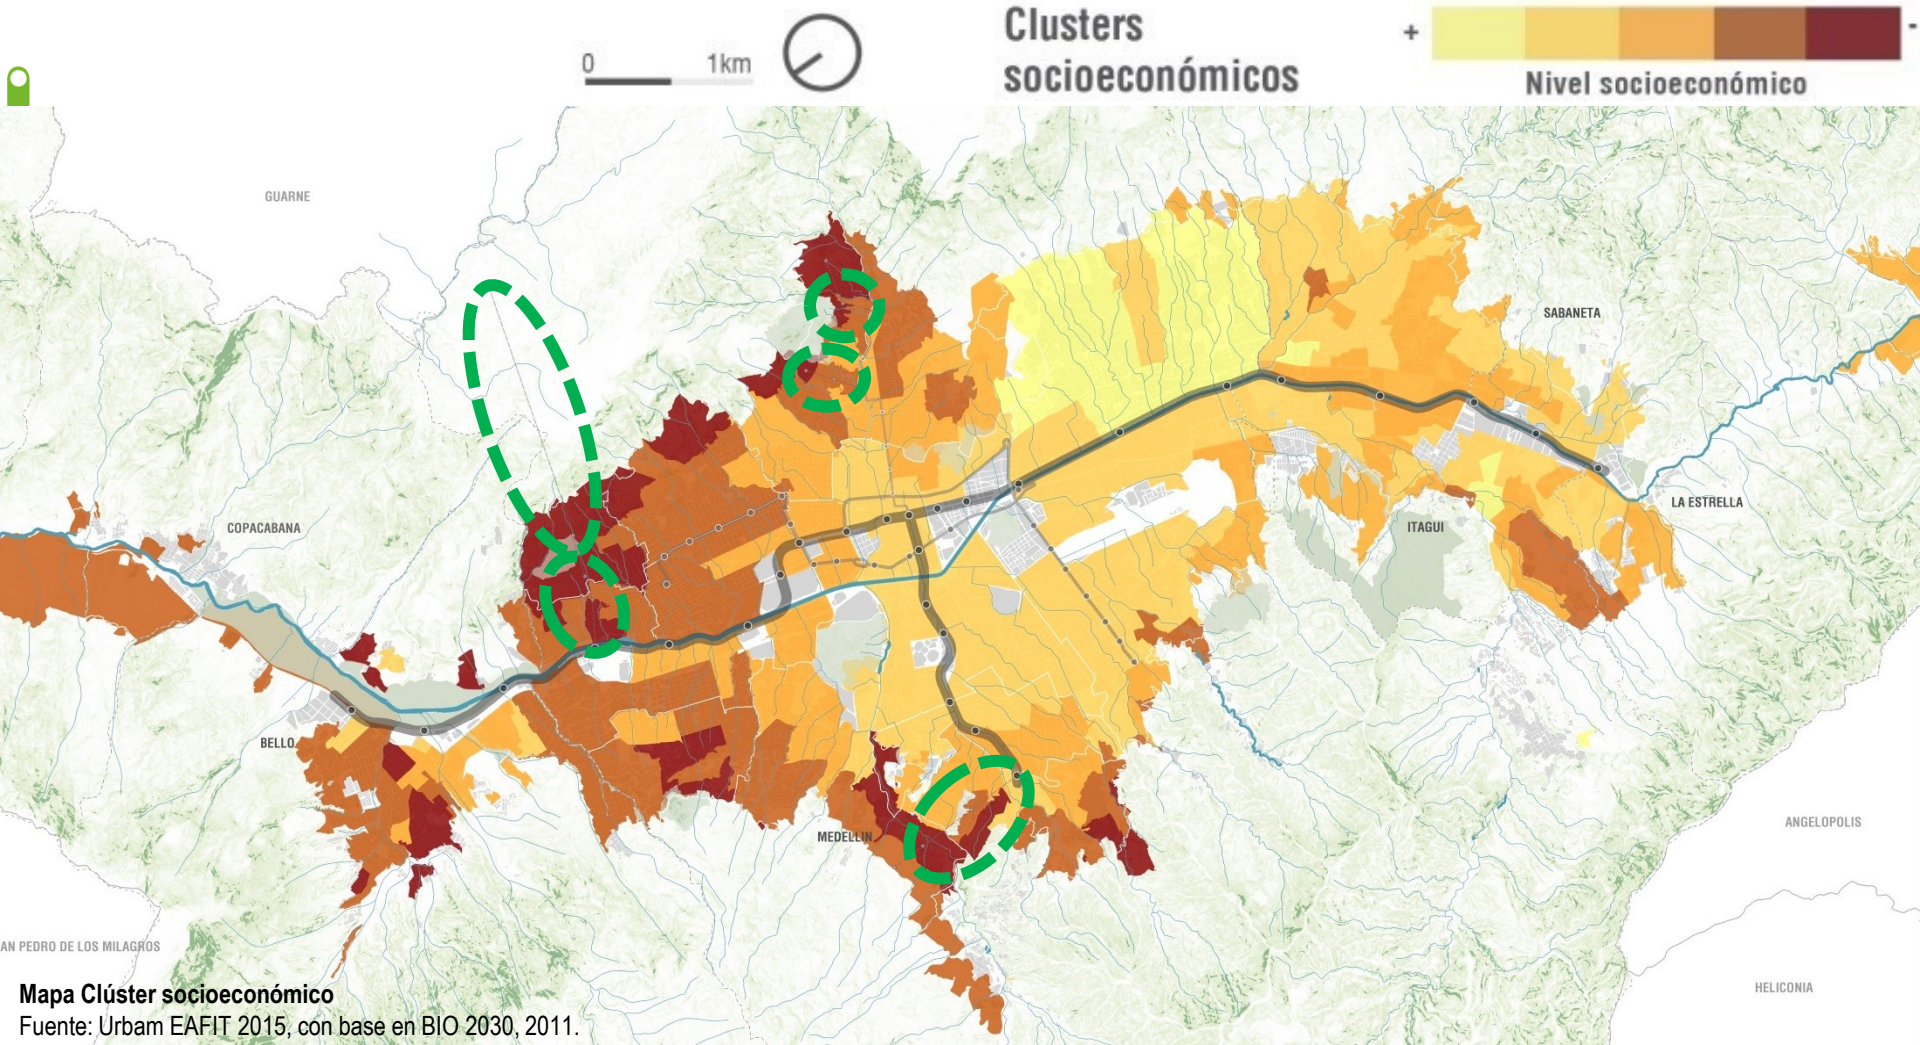 0 1km
Clusters
socioeconómicos
+ -
Nivel socioeconómico
GUARNE
SABANETA
LA ESTRELLA
COPACABANA
ITAGUI
BELLO
MEDELLIN
ANGELOPOLIS
AN PEDRO DE LOS MILAGROS
HELICONIA
Mapa Clúster socioeconómico
Fuente: Urbam EAFIT 2015, con base en BIO 2030, 2011.